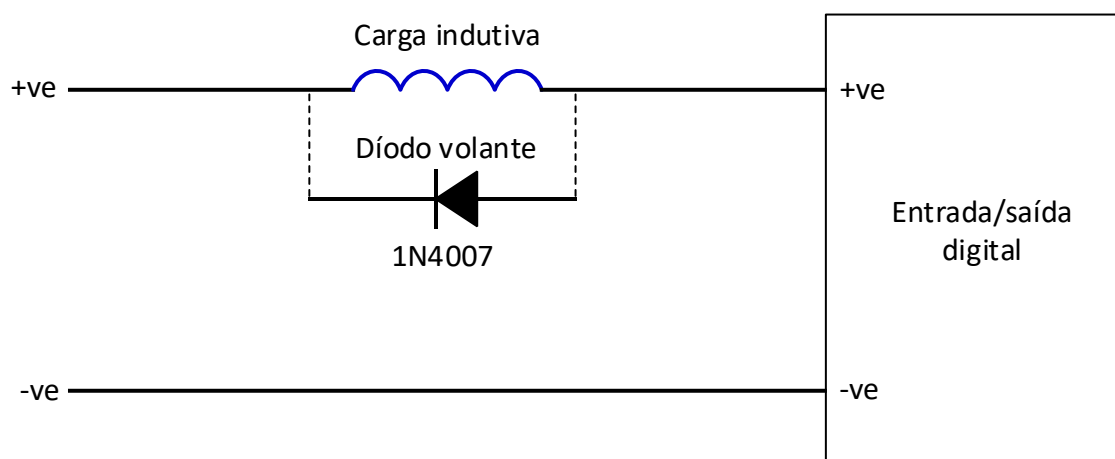 Carga indutiva
+ve
+ve
Díodo volante
1N4007
Entrada/saída
digital
-ve
-ve